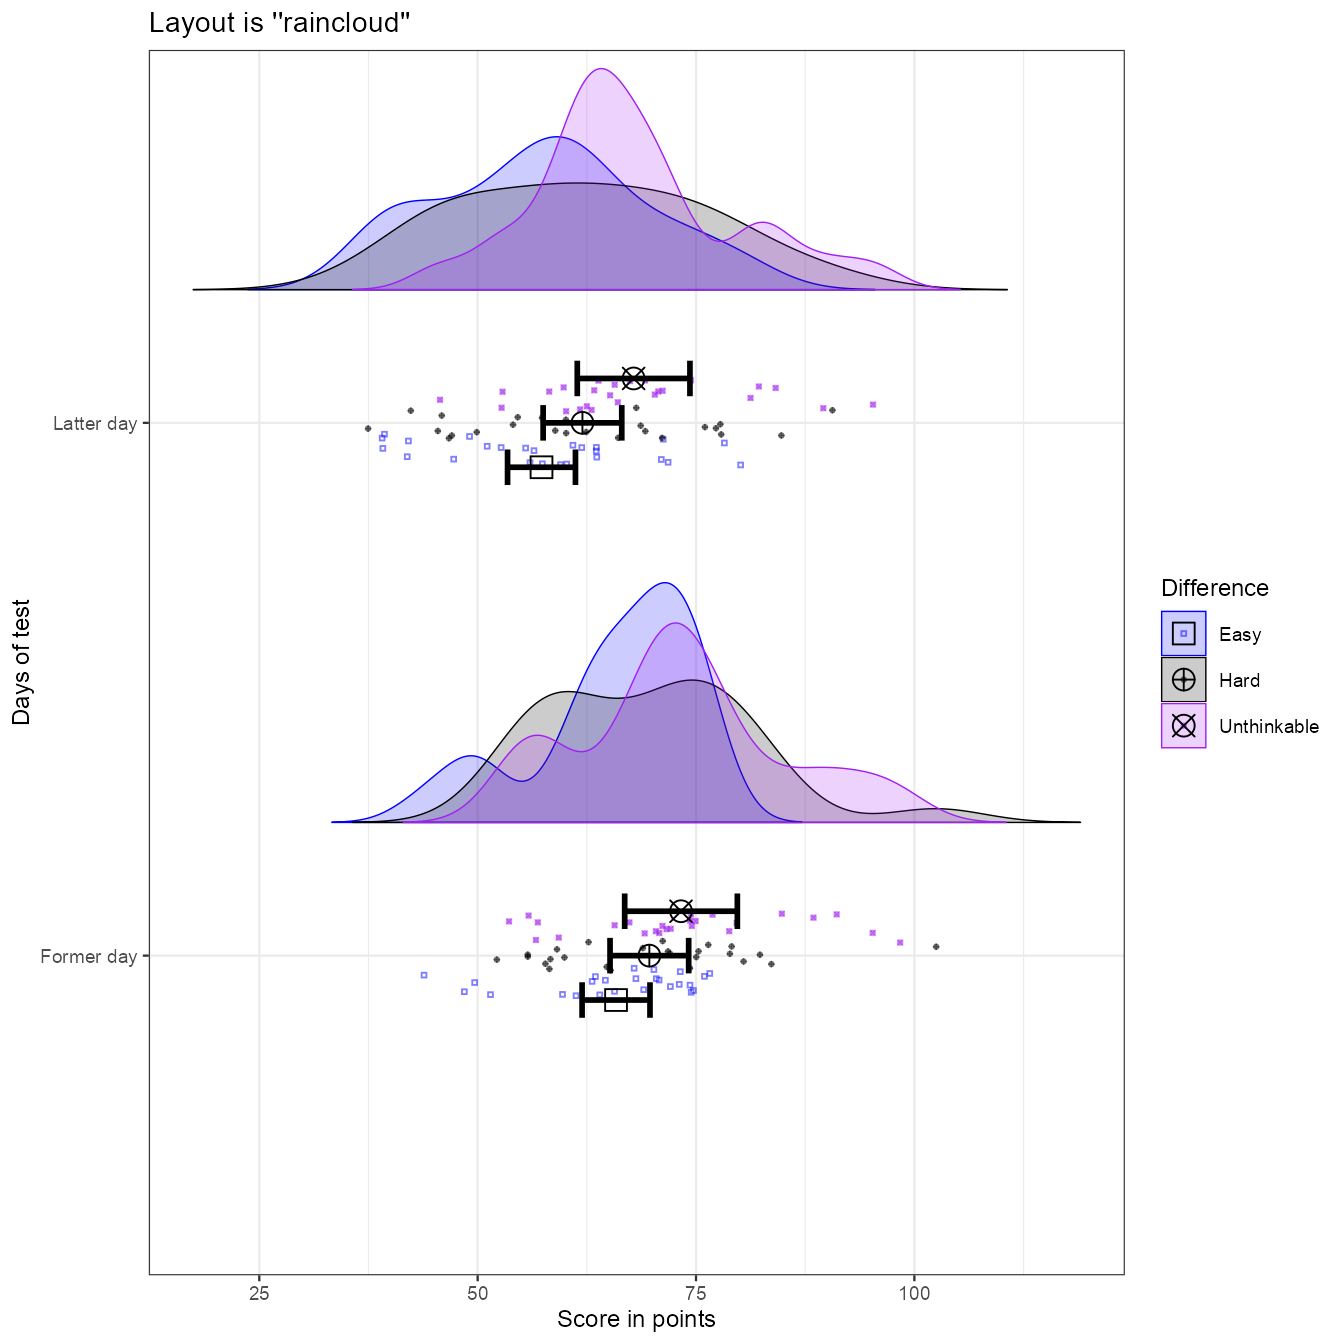 Layout is ''raincloud''
Latter day
Former day
Days of test
25
50
75
100
Score in points
Difference
Easy
Hard
Unthinkable